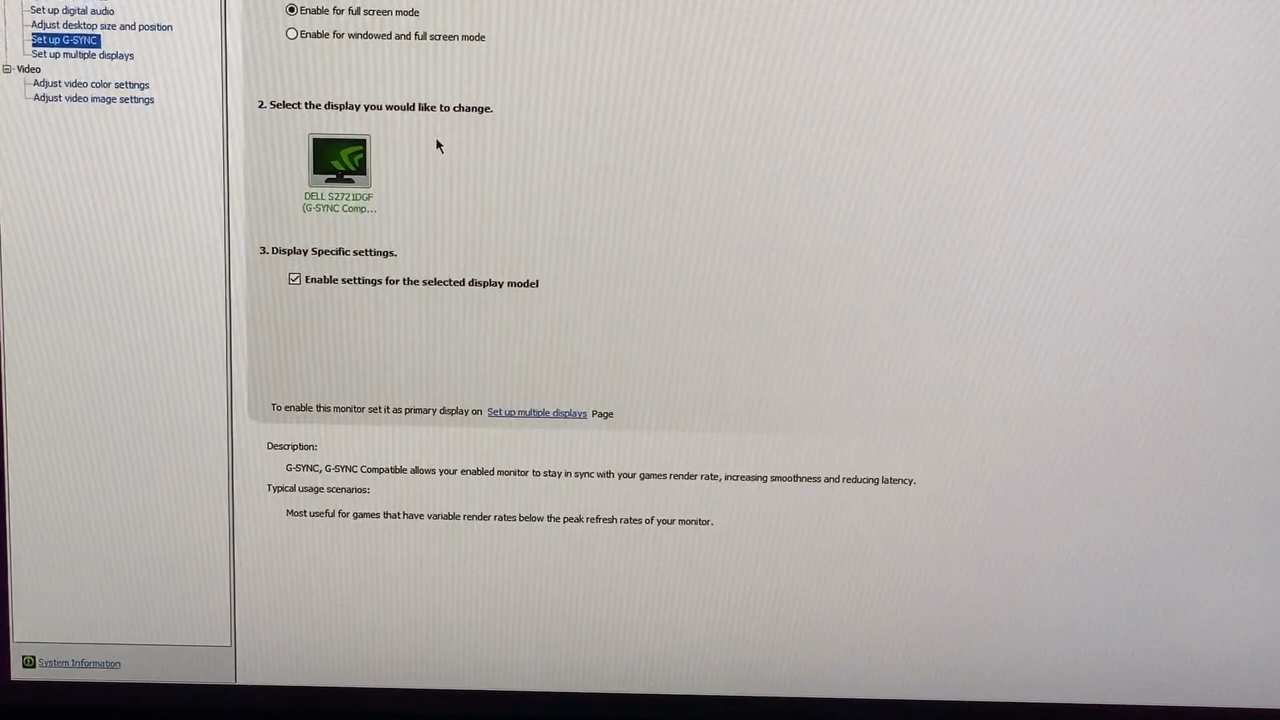 Set up digital audio
Adjust desktop size and position
Set up G-SYNC
Set up multiple displays
Video
Adjust video color settings
Adjust video image settings
System Information
Enable for full screen mode
Enable for windowed and full screen mode
2. Select the display you would like to change.
DELL S2721DGF
(G-SYNC Comp...
3. Display Specific settings.
Enable settings for the selected display model
To enable this monitor set it as primary display on Set up multiple displays Page
Description:
G-SYNC, G-SYNC Compatible allows your enabled monitor to stay in sync with your games render rate, increasing smoothness and reducing latency.
Typical usage scenarios:
Most useful for games that have variable render rates below the peak refresh rates of your monitor.